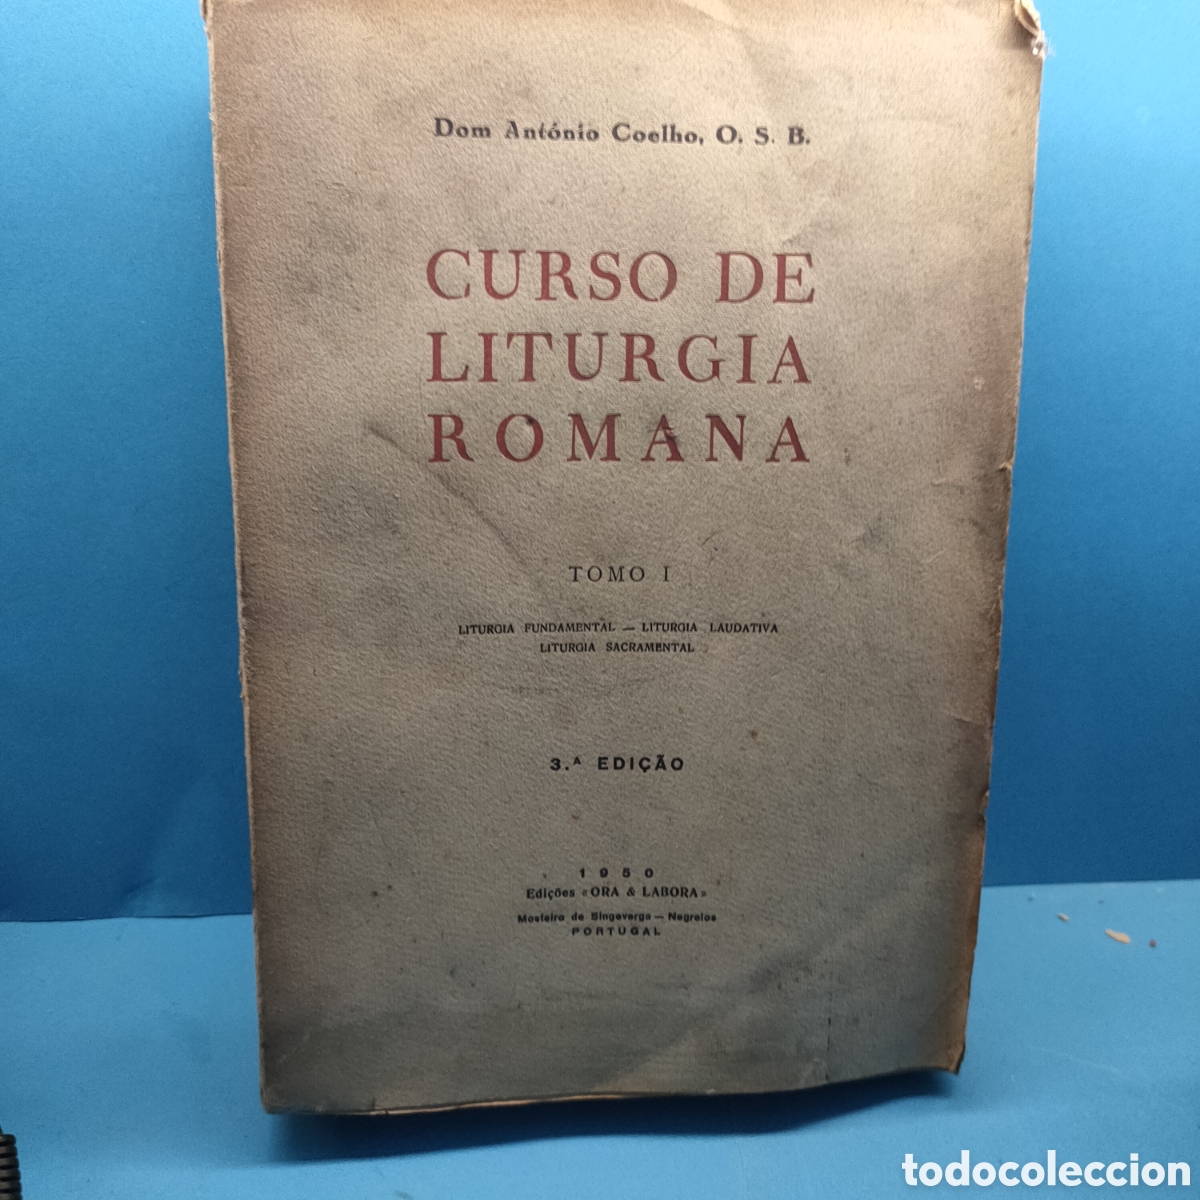 Dom António Coelho, O. S. B.
CURSO DE
LITURGIA
ROMANA
TOMO I
LITURGIA FUNDAMENTAL — LITURGIA LAUDATIVA
LITURGIA SACRAMENTAL
3.ª EDIÇÃO
1950
Edições «ORA & LABORA»
Mosteiro de Singeverga — Negrelos
PORTUGAL
todocoleccion